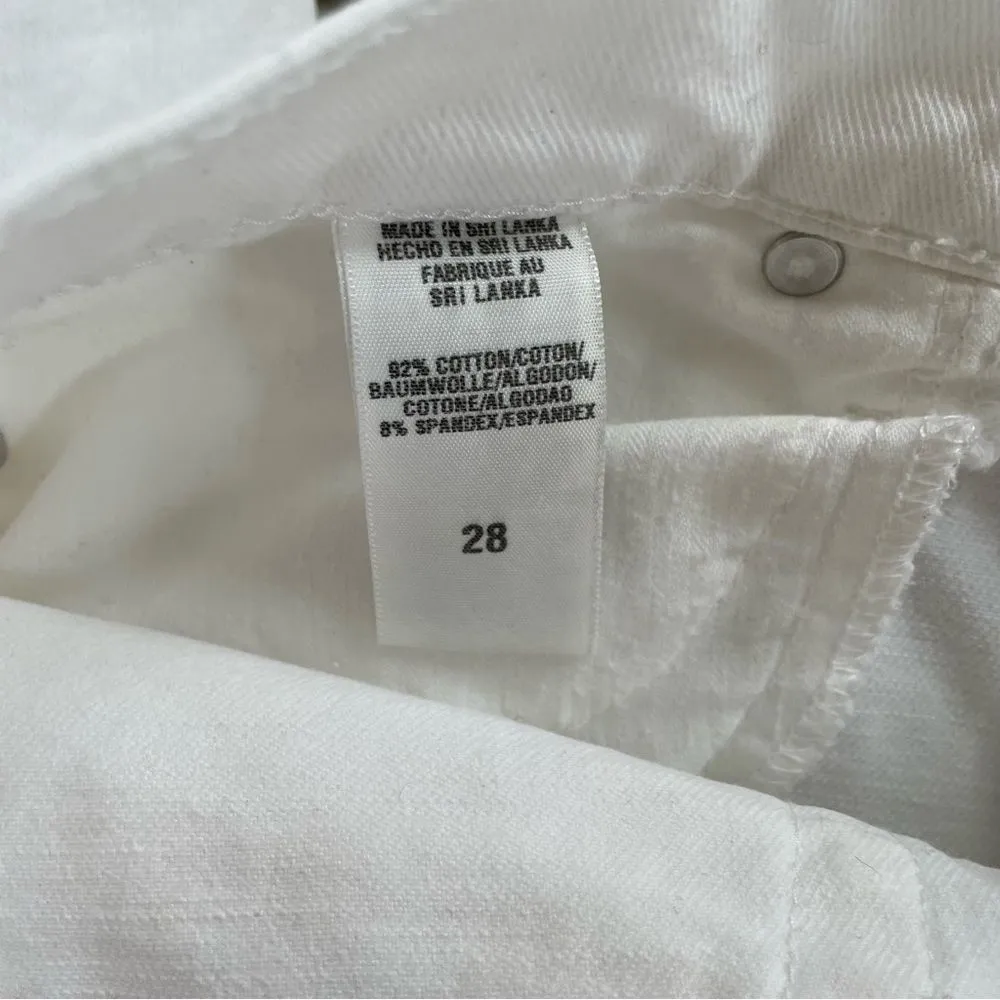 MADE IN SRI LANKA
HECHO EN SRI LANKA
FABRIQUE AU
SRI LANKA
92% COTTON/COTON/
BAUMWOLLE/ALGODON/
COTONE/ALGODAO
8% SPANDEX/ESPANDEX
28